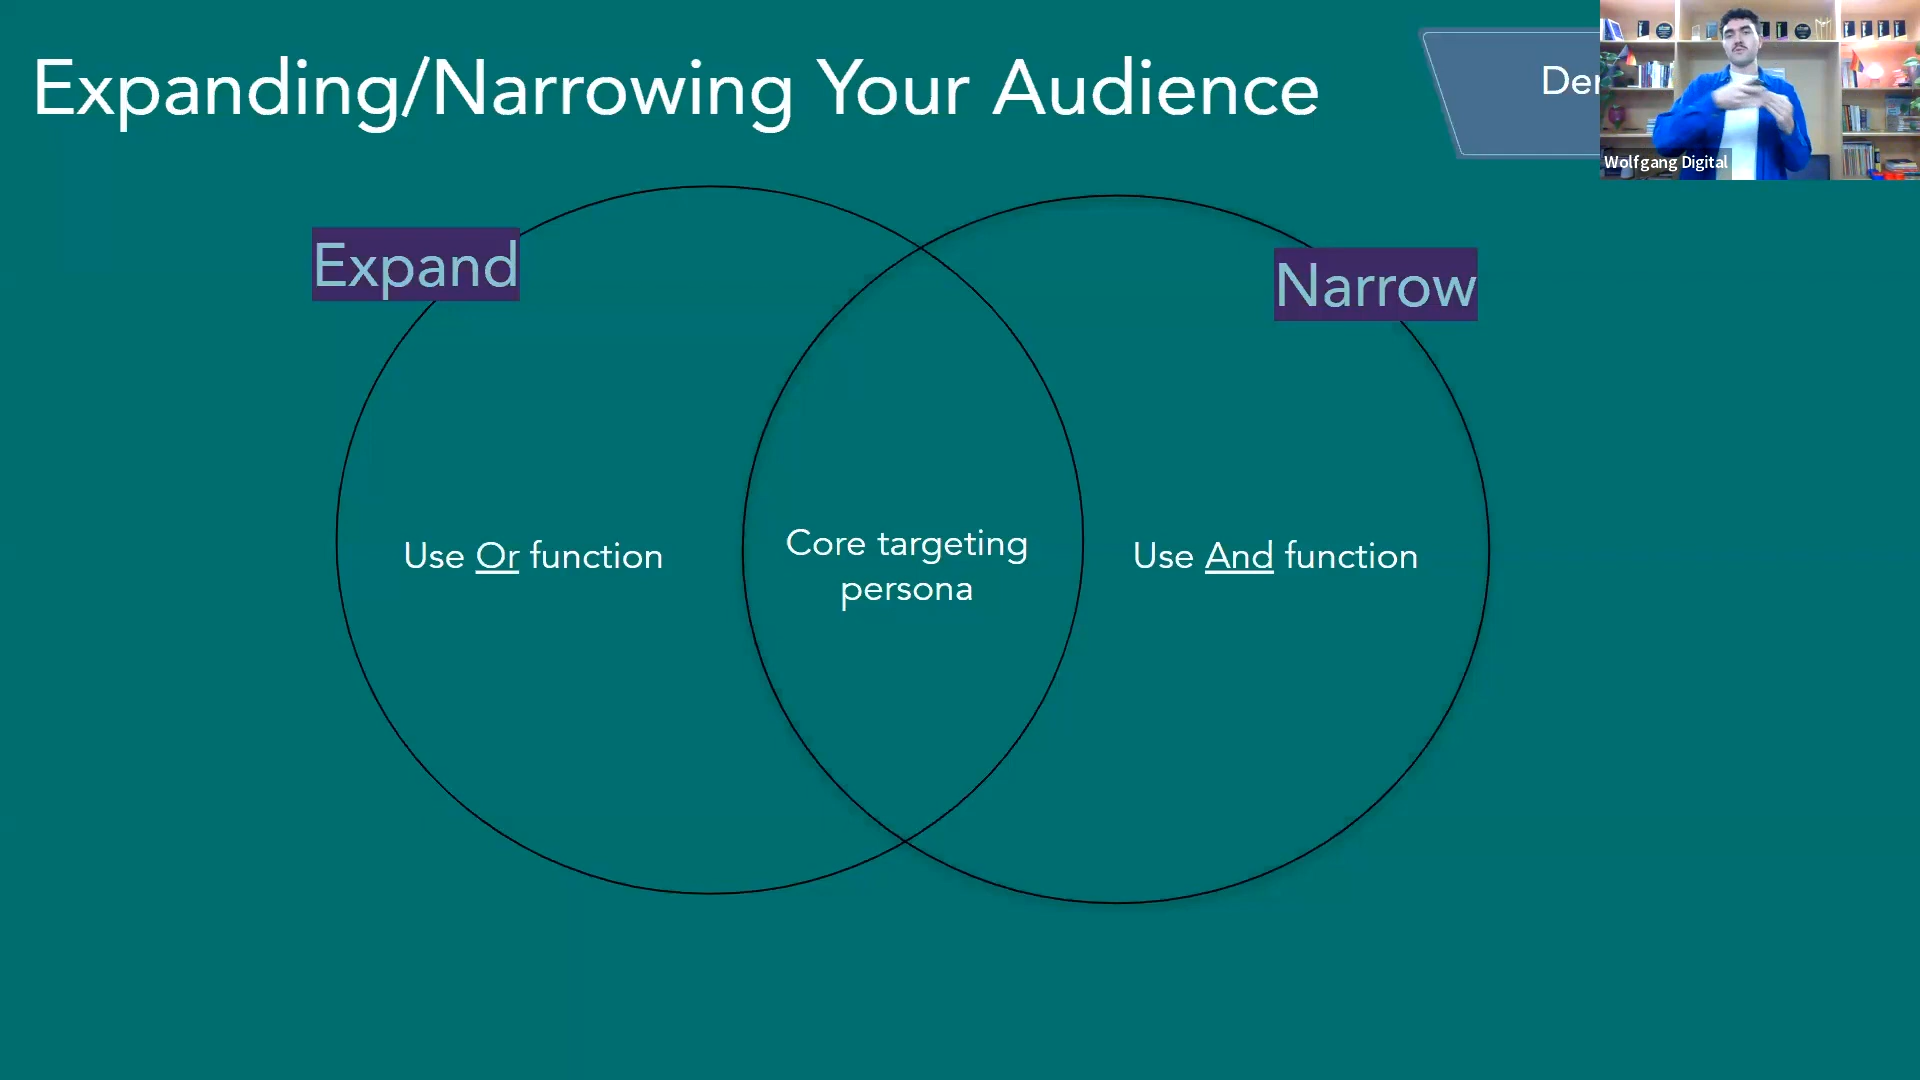 Expanding/Narrowing Your Audience
Wolfgang Digital
Expand
Narrow
Use Or function
Core targeting
persona
Use And function